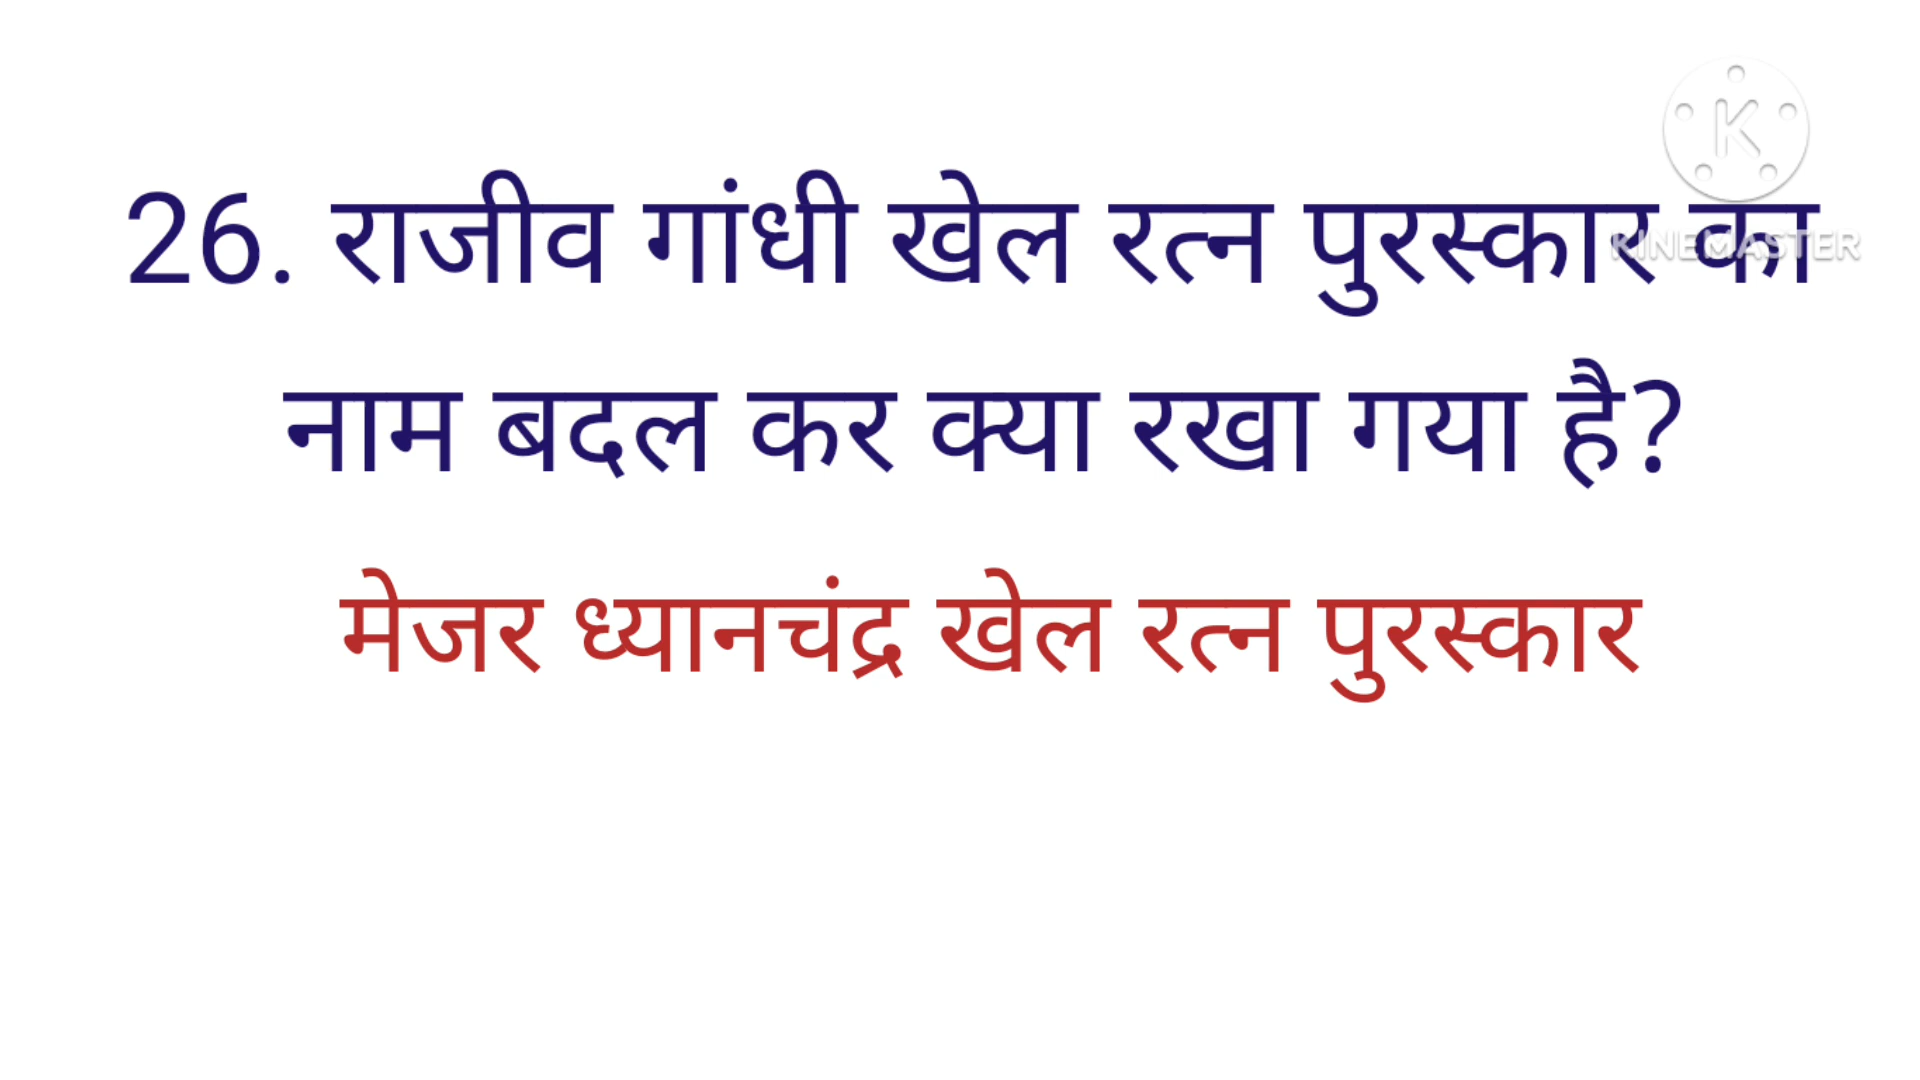 K
KINEMASTER
26. राजीव गांधी खेल रत्न पुरस्कार का
नाम बदल कर क्या रखा गया है?
मेजर ध्यानचंद्र खेल रत्न पुरस्कार